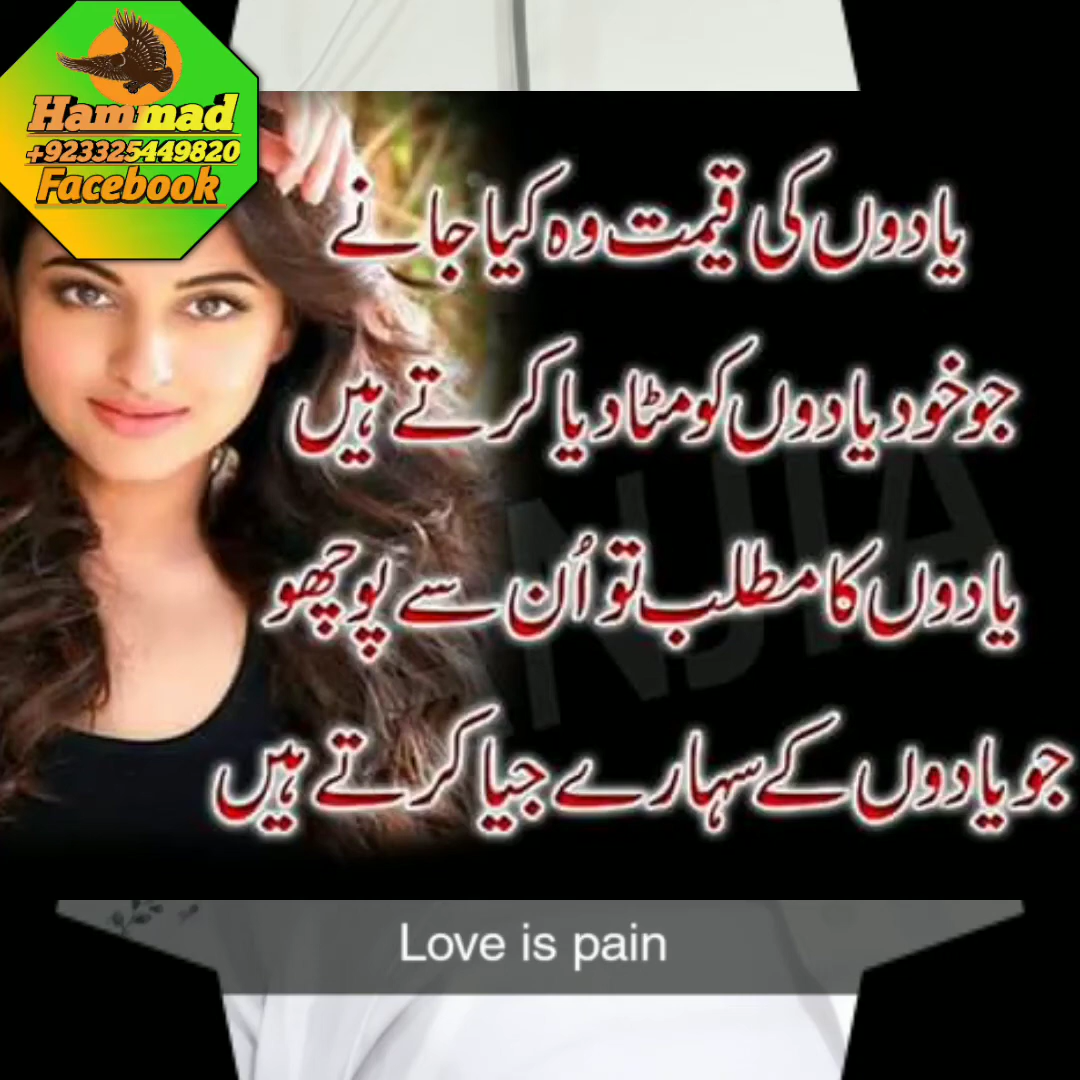 Hammad
+923325449820
Facebook
یادوں کی قیمت وہ کیا جانے
جو خود یادوں کو مٹا دیا کرتے ہیں
یادوں کا مطلب تو اُن سے پوچھو
جو یادوں کے سہارے جیا کرتے ہیں
Love is pain